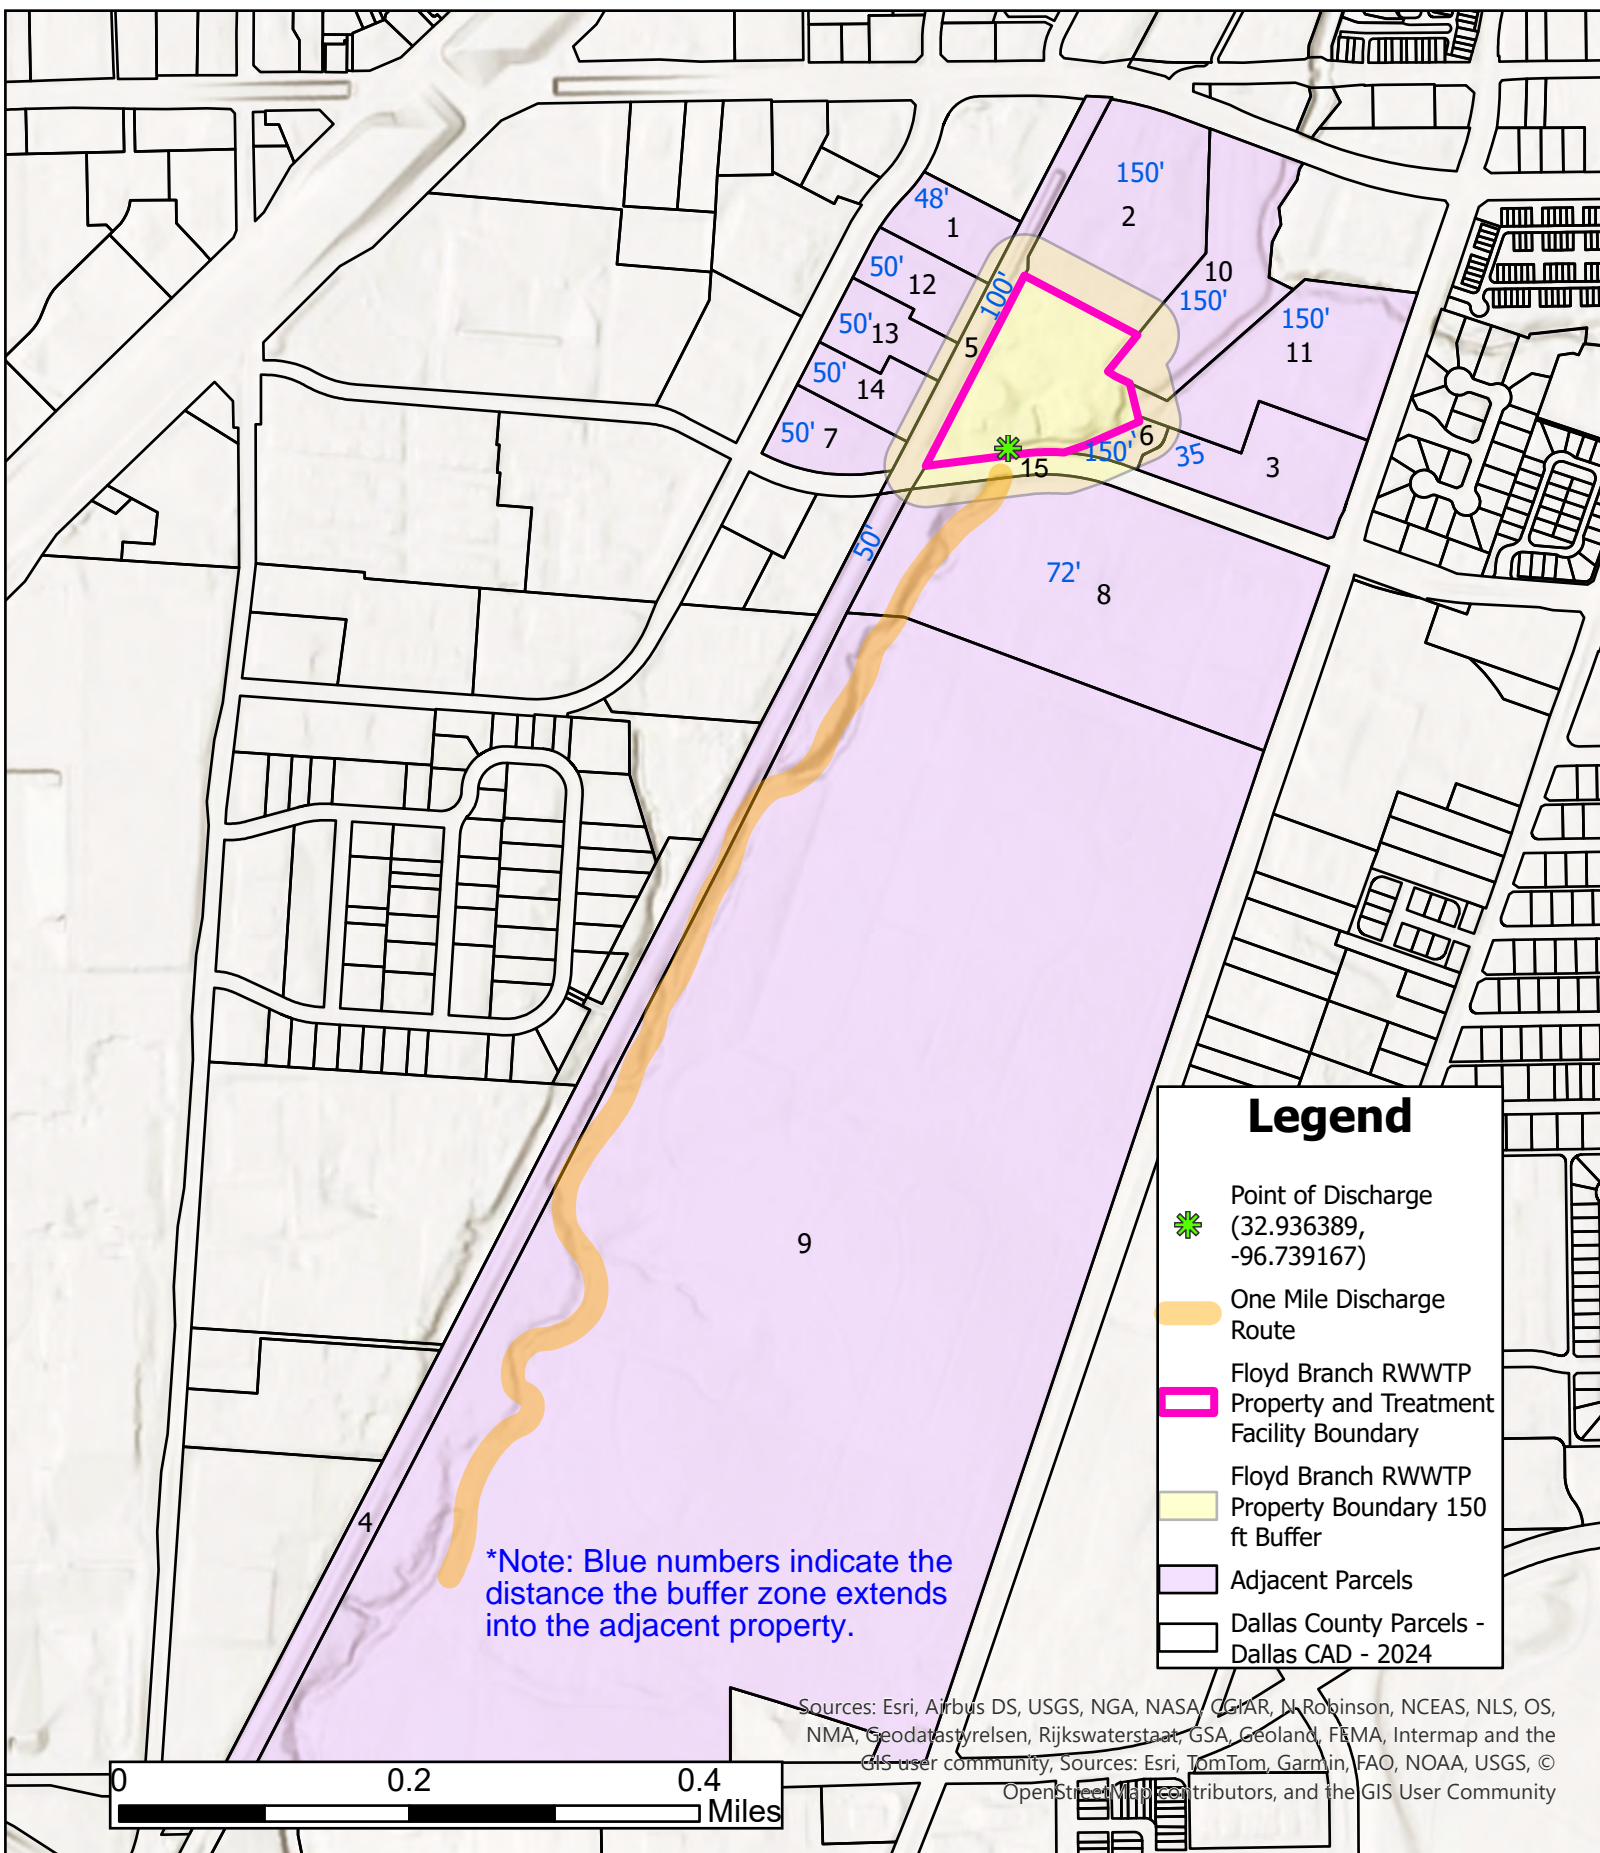 150'
48'
2
1
50'
12
10
100'
150'
150'
50'
13
5
11
50'
14
50'
7
6
150'
35
15
3
50'
72'
8
9
4
*Note: Blue numbers indicate the
distance the buffer zone extends
into the adjacent property.
Legend
Point of Discharge
(32.936389,
-96.739167)
One Mile Discharge
Route
Floyd Branch RWWTP
Property and Treatment
Facility Boundary
Floyd Branch RWWTP
Property Boundary 150
ft Buffer
Adjacent Parcels
Dallas County Parcels -
Dallas CAD - 2024
Sources: Esri, Airbus DS, USGS, NGA, NASA, CGIAR, N Robinson, NCEAS, NLS, OS,
NMA, Geodatastyrelsen, Rijkswaterstaat, GSA, Geoland, FEMA, Intermap and the
GIS user community, Sources: Esri, TomTom, Garmin, FAO, NOAA, USGS, ©
OpenStreetMap contributors, and the GIS User Community
0 0.2 0.4
Miles